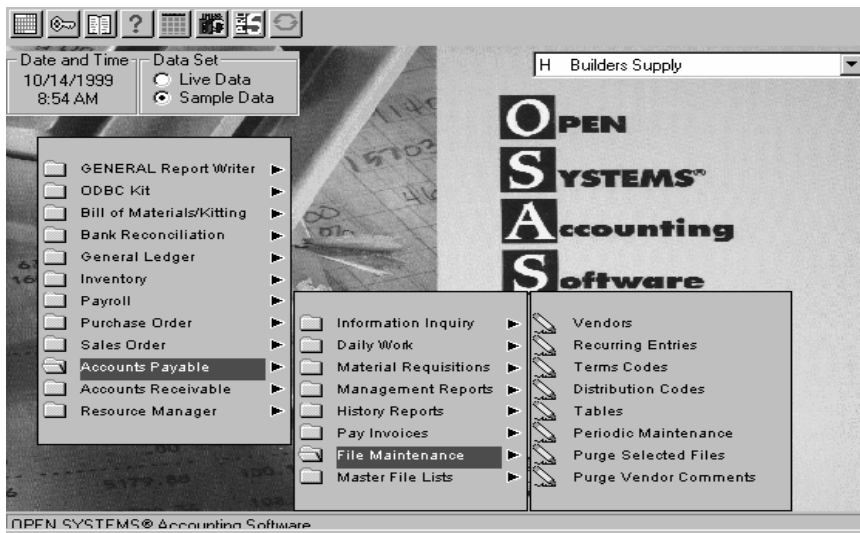 Date and Time
10/14/1999
8:54 AM
Data Set
Live Data
Sample Data
H Builders Supply
OPEN
SYSTEMS®
Accounting
Software
GENERAL Report Writer
ODBC Kit
Bill of Materials/Kitting
Bank Reconciliation
General Ledger
Inventory
Payroll
Purchase Order
Sales Order
Accounts Payable
Accounts Receivable
Resource Manager
Information Inquiry
Daily Work
Material Requisitions
Management Reports
History Reports
Pay Invoices
File Maintenance
Master File Lists
Vendors
Recurring Entries
Terms Codes
Distribution Codes
Tables
Periodic Maintenance
Purge Selected Files
Purge Vendor Comments
OPEN SYSTEMS® Accounting Software